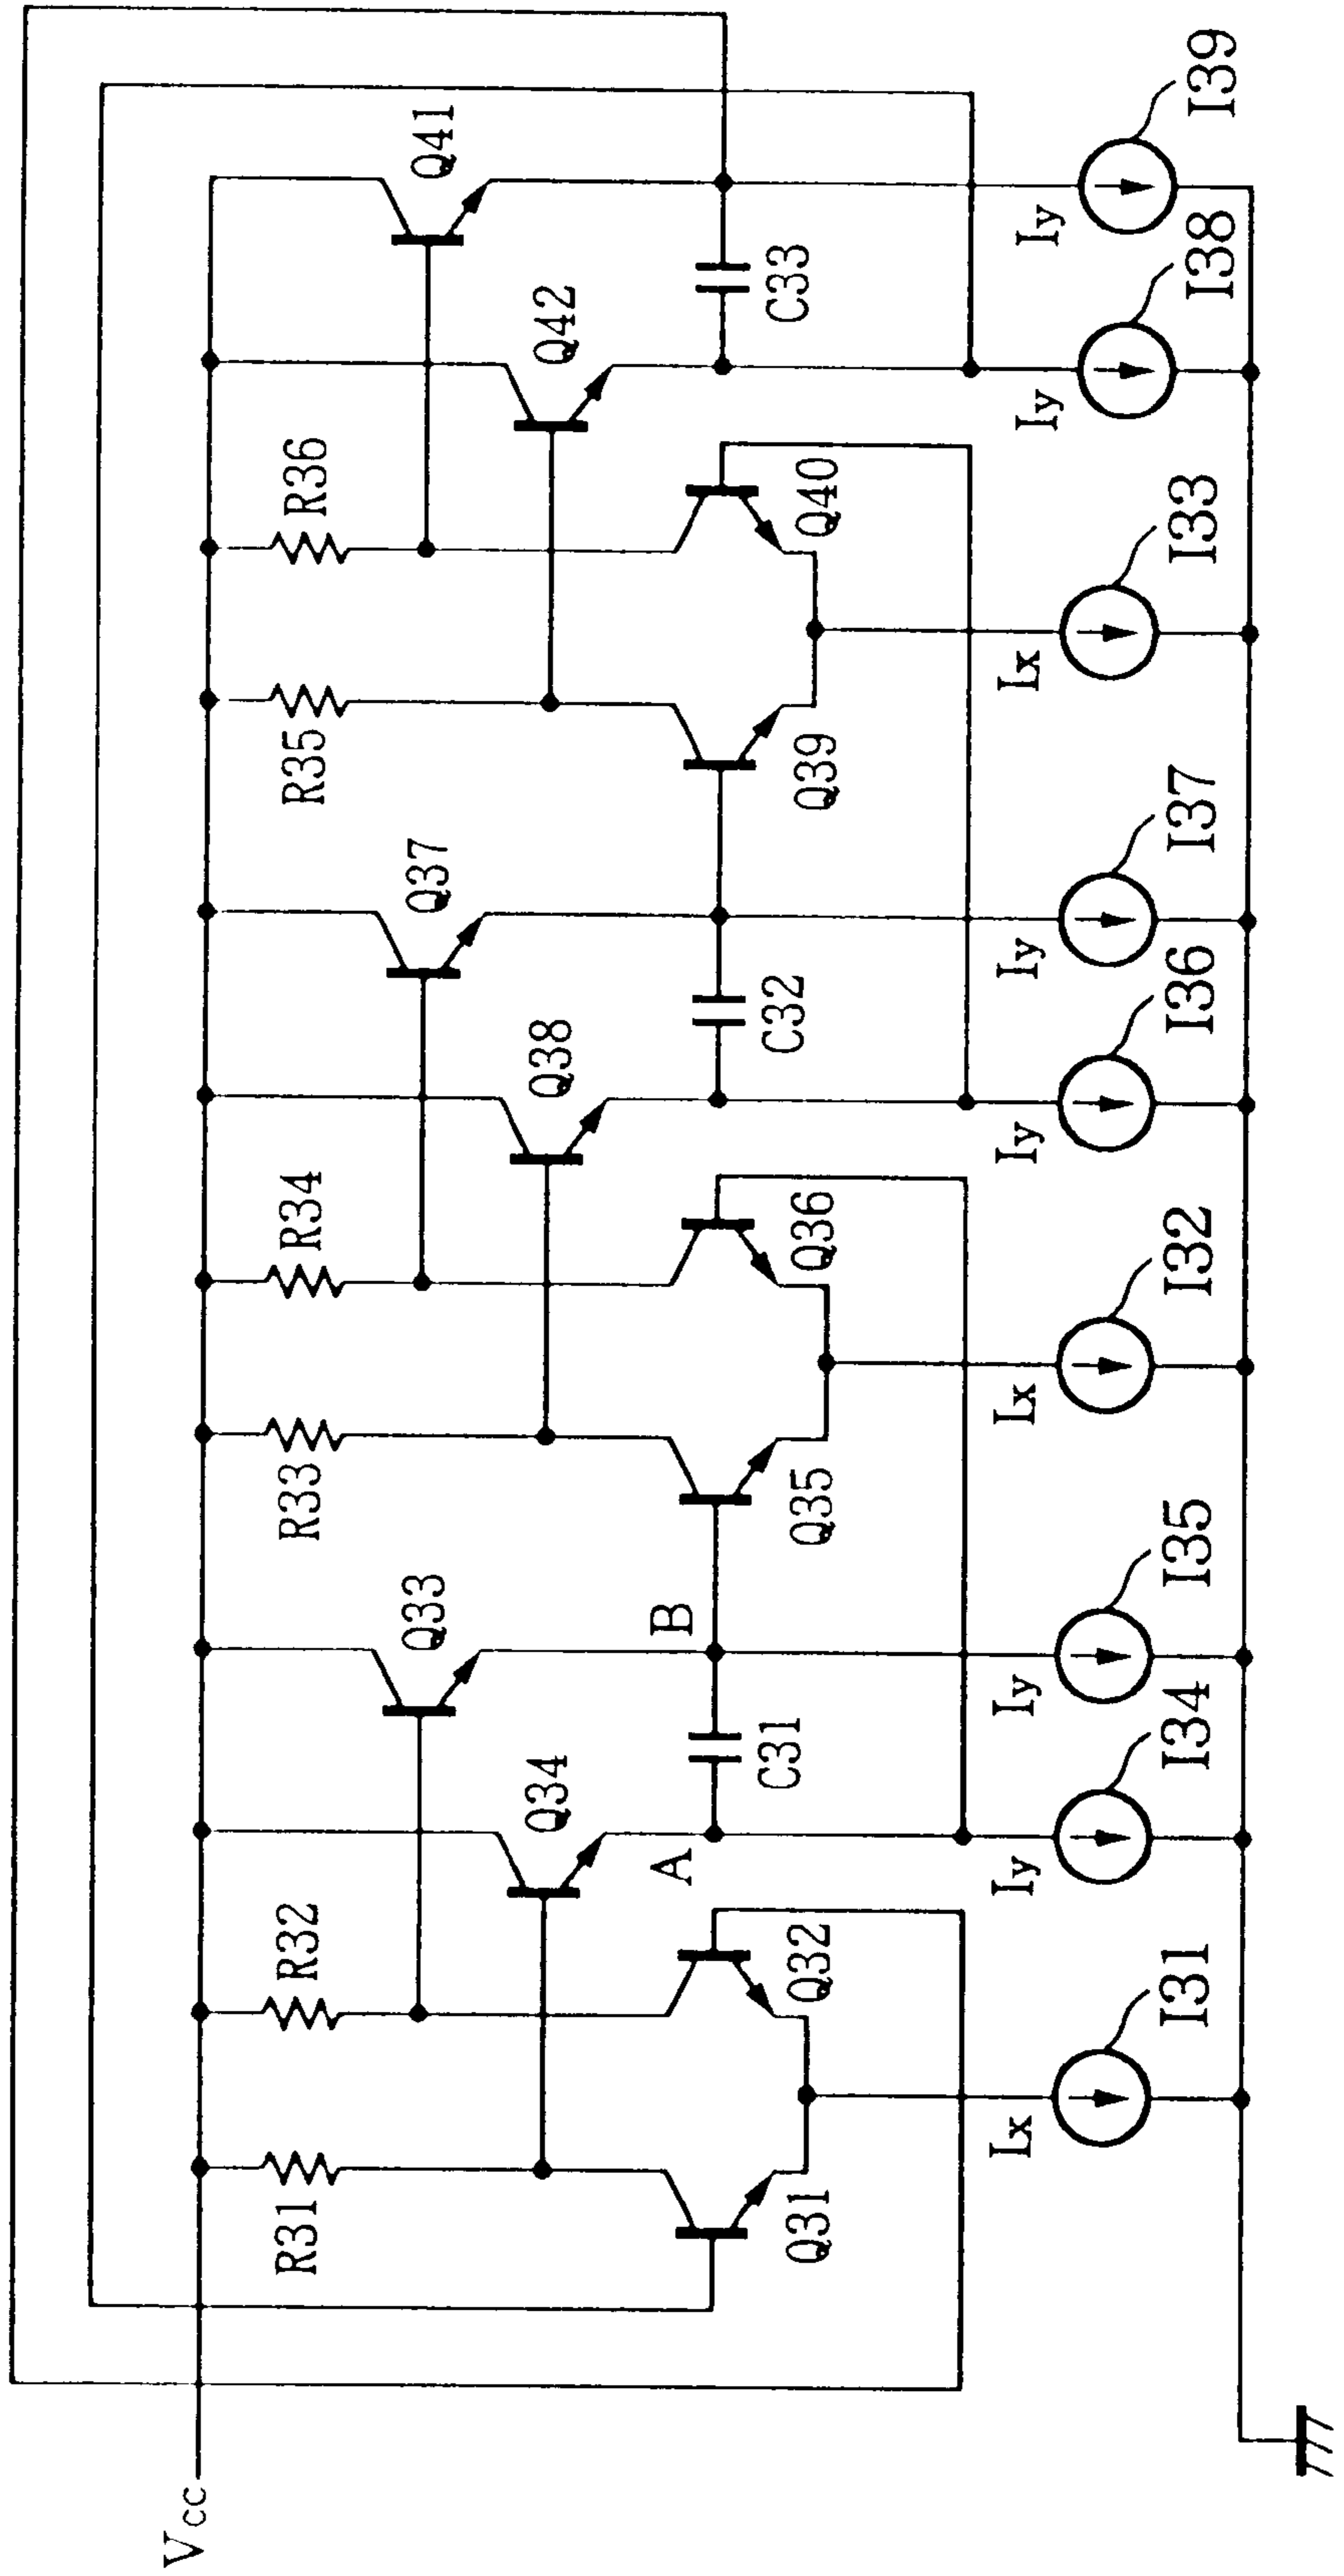 Vcc
R31
R32
R33
R34
R35
R36
Q33
Q37
Q41
Q34
Q38
Q42
A
B
C31
C32
C33
Q31
Q32
Q35
Q36
Q39
Q40
Ix
Iy
Iy
Ix
Iy
Iy
Ix
Iy
Iy
I31
I34
I35
I32
I36
I37
I33
I38
I39